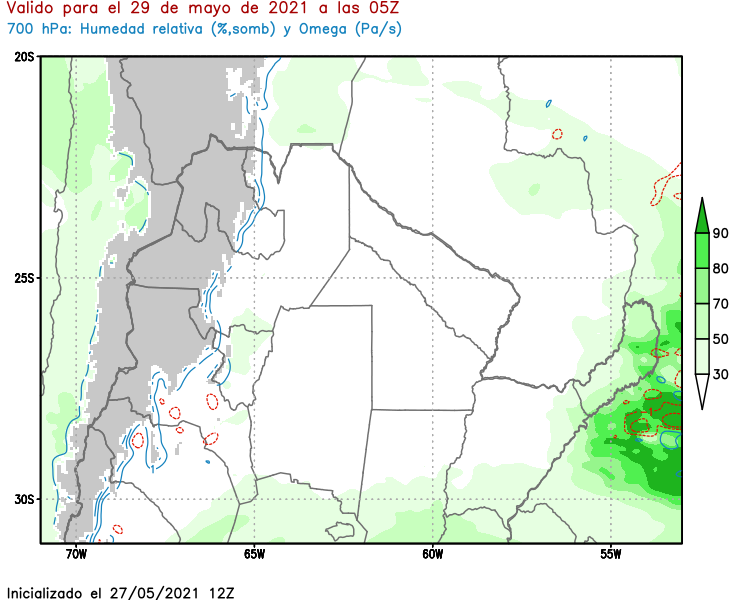 Valido para el 29 de mayo de 2021 a las 05Z
700 hPa: Humedad relativa (%,somb) y Omega (Pa/s)
20S
25S
30S
70W
65W
60W
55W
90
80
70
50
30
Inicializado el 27/05/2021 12Z